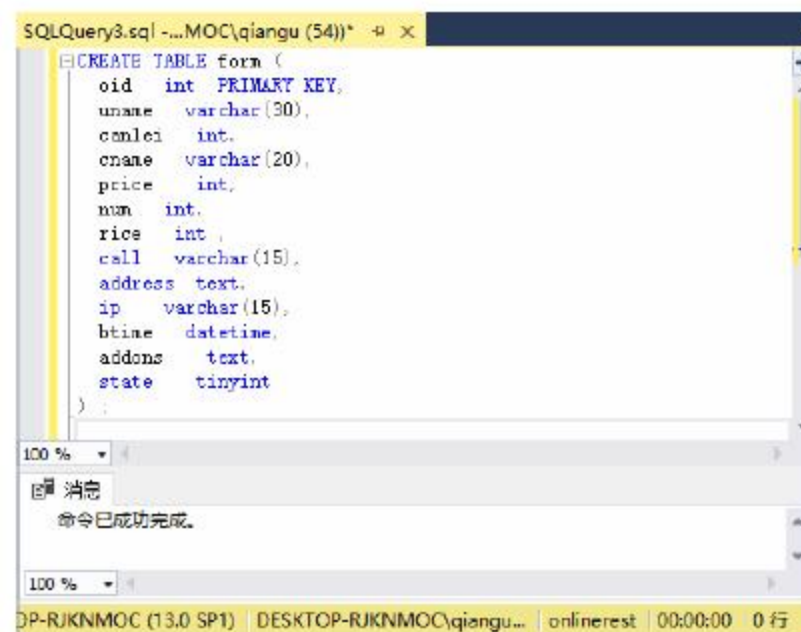 SQLQuery3.sql -...MOC\qiangu (54))*
CREATE TABLE form (
oid int PRIMARY KEY,
uname varchar(30),
canlei int,
cname varchar(20),
price int,
num int,
rice int ,
call varchar(15),
address text,
ip varchar(15),
btime datetime,
addons text,
state tinyint
) ;
100 %
消息
命令已成功完成。
100 %
OP-RJKNMOC (13.0 SP1) DESKTOP-RJKNMOC\qiangu... onlinerest 00:00:00 0 行